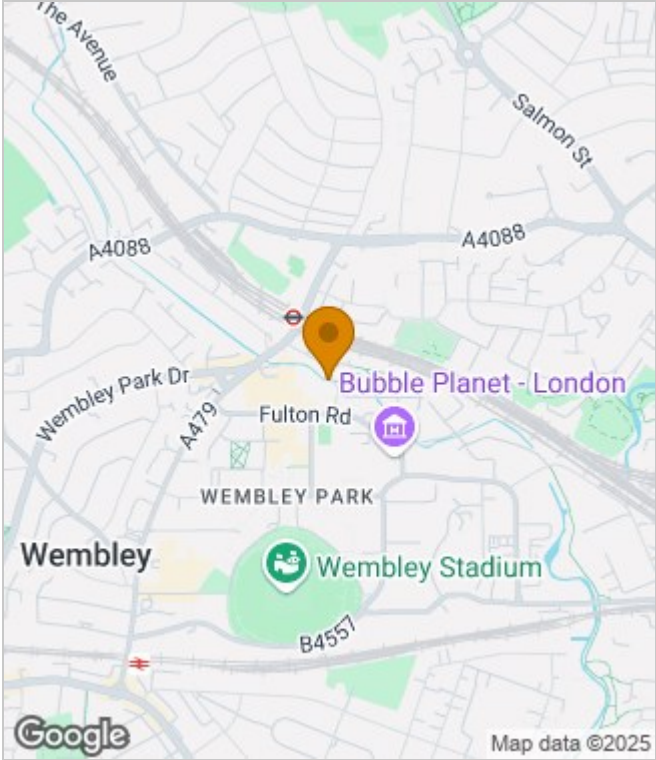 The Avenue
Salmon St
A4088
A4088
Wembley Park Dr
A479
Bubble Planet - London
Fulton Rd
WEMBLEY PARK
Wembley
Wembley Stadium
B4557
Google
Map data ©2025